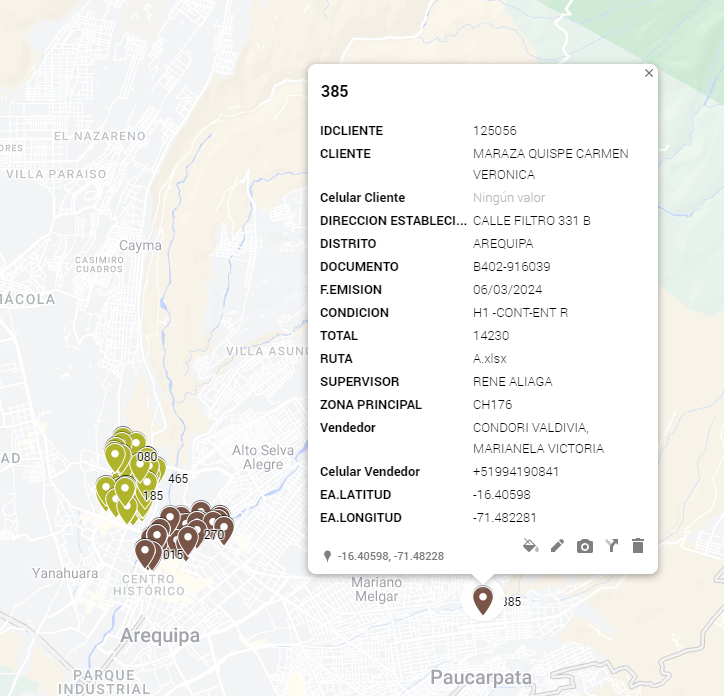 385
IDCLIENTE 125056
CLIENTE MARAZA QUISPE CARMEN
VERONICA
Celular Cliente Ningún valor
DIRECCION ESTABLECI... CALLE FILTRO 331 B
DISTRITO AREQUIPA
DOCUMENTO B402-916039
F.EMISION 06/03/2024
CONDICION H1 -CONT-ENT R
TOTAL 14230
RUTA A.xlsx
SUPERVISOR RENE ALIAGA
ZONA PRINCIPAL CH176
Vendedor CONDORI VALDIVIA,
MARIANELA VICTORIA
Celular Vendedor +51994190841
EA.LATITUD -16.40598
EA.LONGITUD -71.482281
-16.40598, -71.48228
EL NAZARENO
ORES
VILLA PARAISO
Cayma
CASIMIRO
CUADROS
ÁCOLA
VILLA ASUNC
AD
Alto Selva
Alegre
080
465
185
270
015
Yanahuara
CENTRO
HISTÓRICO
Mariano
Melgar
385
Arequipa
PARQUE
INDUSTRIAL
Paucarpata